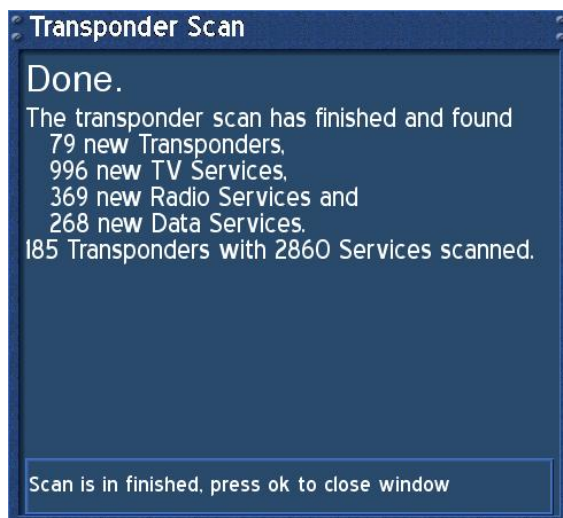 Transponder Scan
Done.
The transponder scan has finished and found
79 new Transponders,
996 new TV Services,
369 new Radio Services and
268 new Data Services.
185 Transponders with 2860 Services scanned.
Scan is in finished, press ok to close window